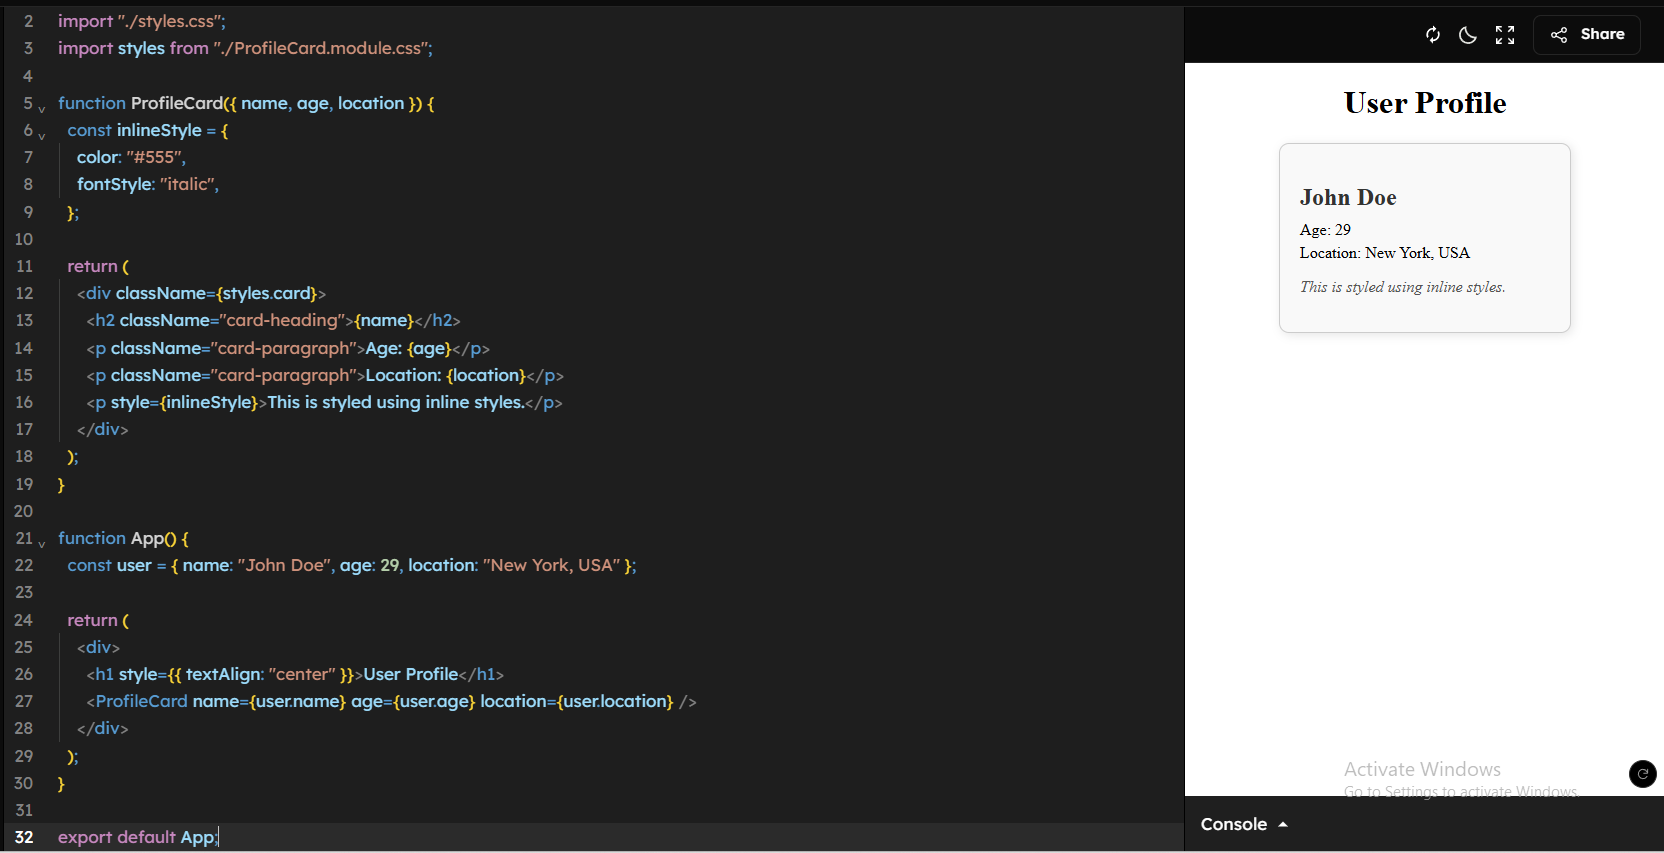 2 import "./styles.css";
3 import styles from "./ProfileCard.module.css";
4
5 function ProfileCard({ name, age, location }) {
6 const inlineStyle = {
7 color: "#555",
8 fontStyle: "italic",
9 };
10
11 return (
12 <div className={styles.card}>
13 <h2 className="card-heading">{name}</h2>
14 <p className="card-paragraph">Age: {age}</p>
15 <p className="card-paragraph">Location: {location}</p>
16 <p style={inlineStyle}>This is styled using inline styles.</p>
17 </div>
18 );
19 }
20
21 function App() {
22 const user = { name: "John Doe", age: 29, location: "New York, USA" };
23
24 return (
25 <div>
26 <h1 style={{ textAlign: "center" }}>User Profile</h1>
27 <ProfileCard name={user.name} age={user.age} location={user.location} />
28 </div>
29 );
30 }
31
32 export default App;
Share
User Profile
John Doe
Age: 29
Location: New York, USA
This is styled using inline styles.
Activate Windows
Go to Settings to activate Windows.
Console